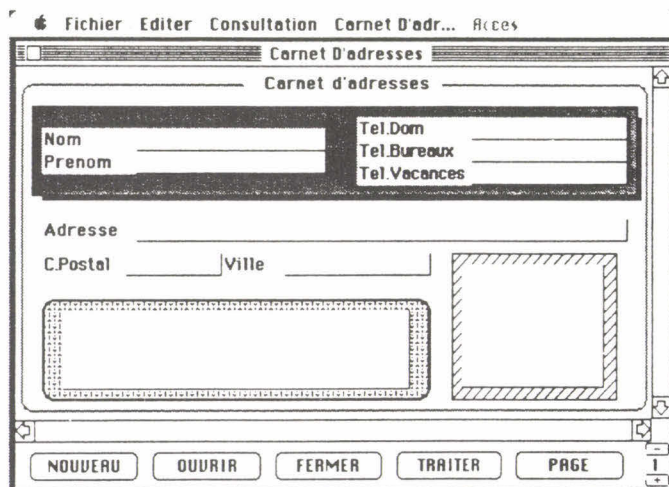 Fichier Editer Consultation Carnet D'adr... Acces
Carnet D'adresses
Carnet d'adresses
Nom
Prenom
Tel.Dom
Tel.Bureaux
Tel.Vacances
Adresse
C.Postal Ville
NOUVEAU OUVRIR FERMER TRAITER PAGE 1